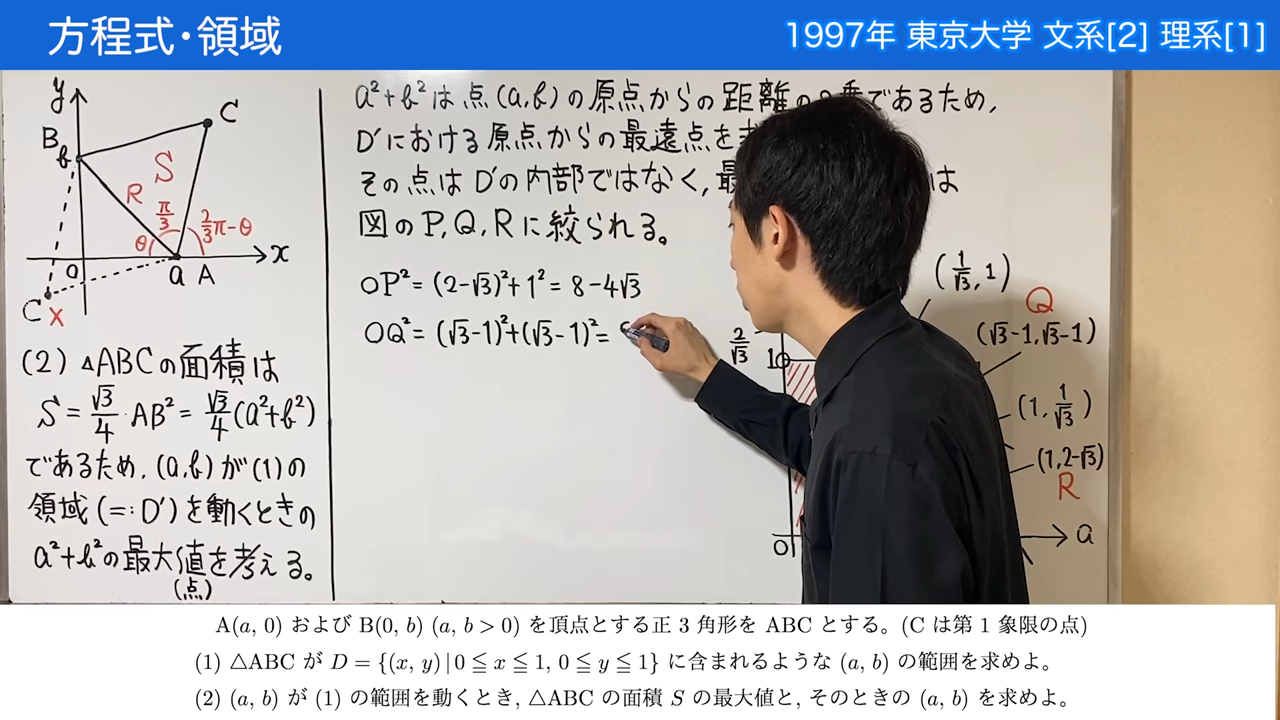 方程式・領域
1997年 東京大学 文系[2] 理系[1]
y
B
b
C
S
R
π/3
θ
2/3π-θ
x
0
a A
C x
(2) △ABCの面積は
S = √3/4・AB² = √3/4(a²+b²)
であるため、(a,b)が(1)の
領域(=:D')を動くときの
a²+b²の最大値を考える。
(点)
a²+b²は点(a,b)の原点からの距離の
乗であるため,
D'における原点からの最遠点を
その点はD'の内部ではなく,
は
図のP,Q,Rに絞られる。
OP² = (2-√3)²+1² = 8-4√3
OQ² = (√3-1)²+(√3-1)² =
2/√3
1
0
(1/√3, 1)
Q
(√3-1,√3-1)
(1, 1/√3)
(1,2-√3)
R
a
A(a, 0) および B(0, b) (a, b > 0) を頂点とする正 3 角形を ABC とする。(C は第 1 象限の点)
(1) △ABC が D = {(x, y) | 0 ≦ x ≦ 1, 0 ≦ y ≦ 1} に含まれるような (a, b) の範囲を求めよ。
(2) (a, b) が (1) の範囲を動くとき, △ABC の面積 S の最大値と, そのときの (a, b) を求めよ。